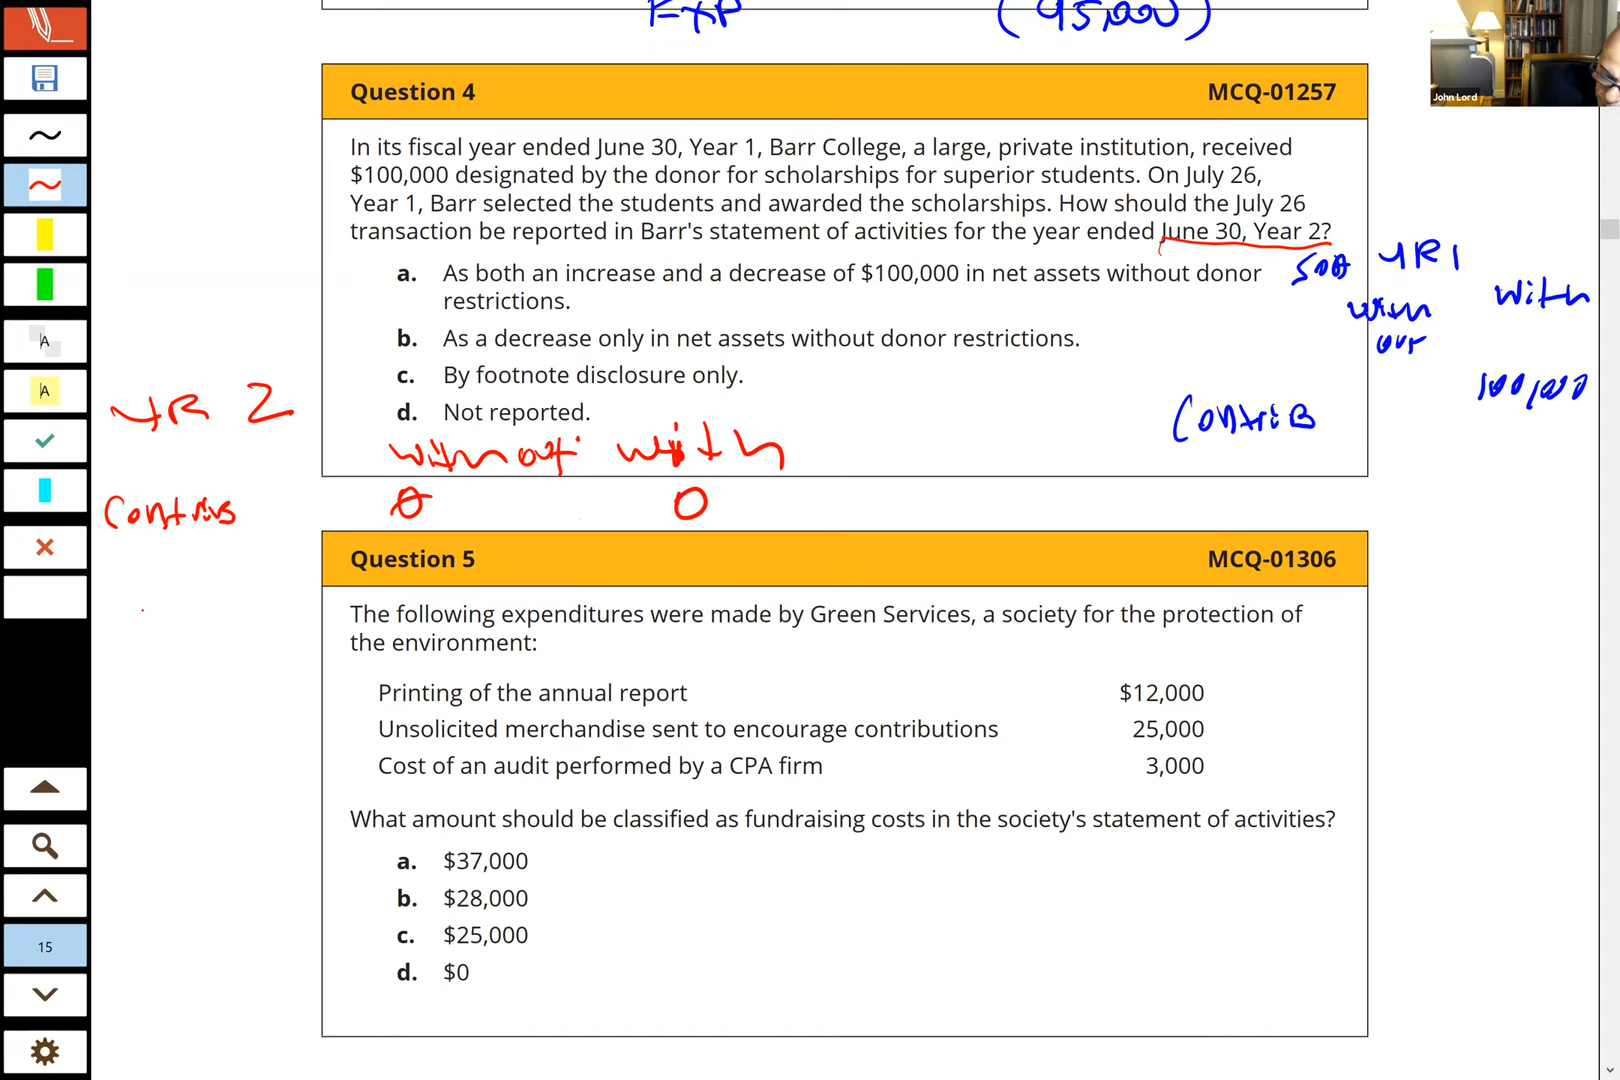 EXP (95,000)
John Lord
Question 4 MCQ-01257
In its fiscal year ended June 30, Year 1, Barr College, a large, private institution, received
$100,000 designated by the donor for scholarships for superior students. On July 26,
Year 1, Barr selected the students and awarded the scholarships. How should the July 26
transaction be reported in Barr's statement of activities for the year ended June 30, Year 2?
a. As both an increase and a decrease of $100,000 in net assets without donor
restrictions.
b. As a decrease only in net assets without donor restrictions.
c. By footnote disclosure only.
d. Not reported.
SOA YR1
with
out
with
100,000
Contrib
YR 2
without with
Contribs 0 0
Question 5 MCQ-01306
The following expenditures were made by Green Services, a society for the protection of
the environment:
Printing of the annual report $12,000
Unsolicited merchandise sent to encourage contributions 25,000
Cost of an audit performed by a CPA firm 3,000
What amount should be classified as fundraising costs in the society's statement of activities?
a. $37,000
b. $28,000
c. $25,000
d. $0
A
A
15